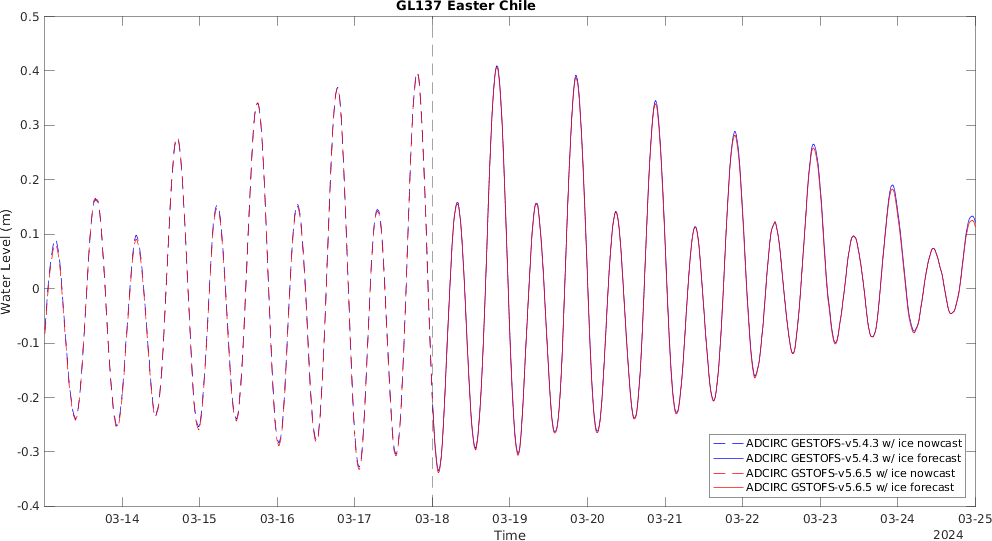 GL137 Easter Chile
Water Level (m)
0.5
0.4
0.3
0.2
0.1
0
-0.1
-0.2
-0.3
-0.4
ADCIRC GESTOFS-v5.4.3 w/ ice nowcast
ADCIRC GESTOFS-v5.4.3 w/ ice forecast
ADCIRC GSTOFS-v5.6.5 w/ ice nowcast
ADCIRC GSTOFS-v5.6.5 w/ ice forecast
03-14 03-15 03-16 03-17 03-18 03-19 03-20 03-21 03-22 03-23 03-24 03-25
Time
2024